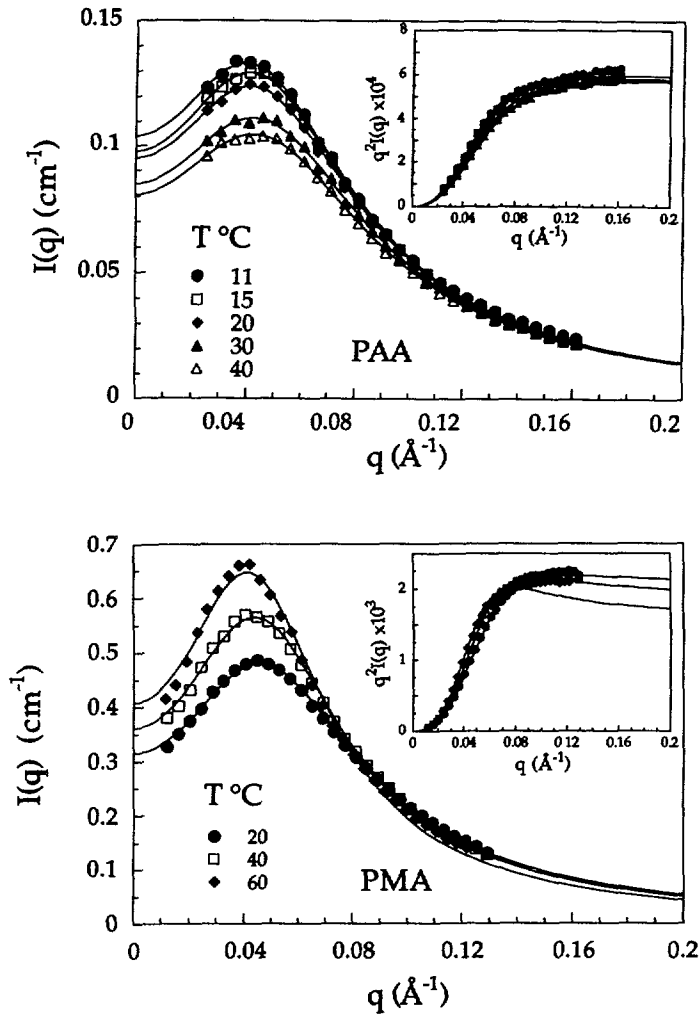 0.15
0.1
0.05
0
I(q) (cm⁻¹)
0 0.04 0.08 0.12 0.16 0.2
q (Å⁻¹)
T °C
11
15
20
30
40
PAA
8
6
4
2
0
q²I(q) ×10⁴
0 0.04 0.08 0.12 0.16 0.2
q (Å⁻¹)
0.7
0.6
0.5
0.4
0.3
0.2
0.1
0
I(q) (cm⁻¹)
0 0.04 0.08 0.12 0.16 0.2
q (Å⁻¹)
T °C
20
40
60
PMA
2
1
0
q²I(q) ×10³
0 0.04 0.08 0.12 0.16 0.2
q (Å⁻¹)